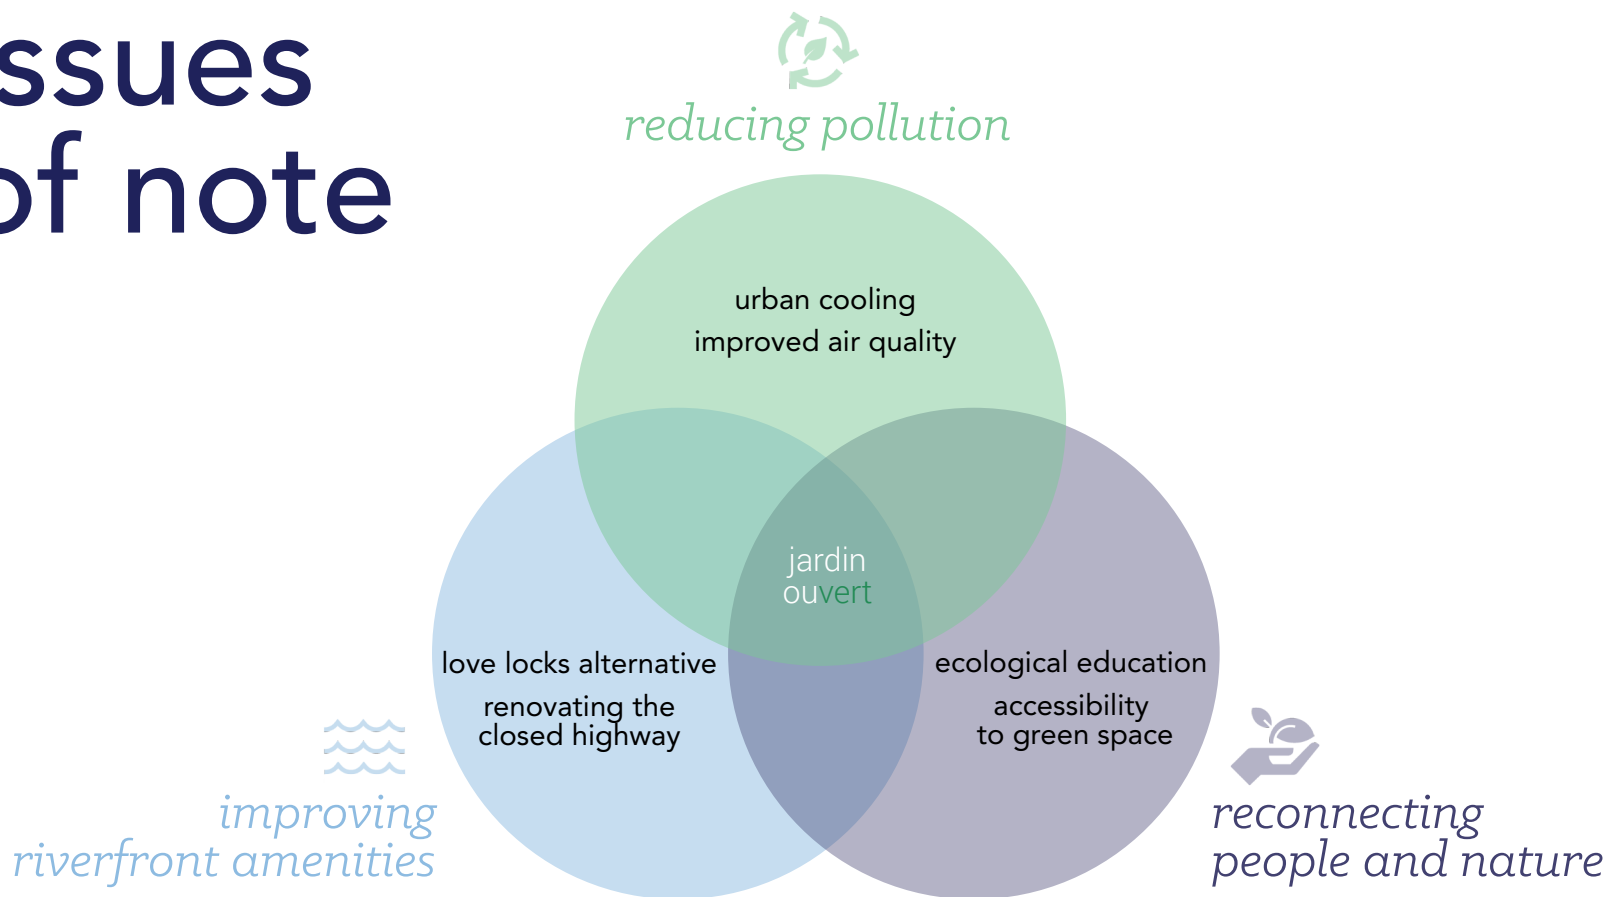 ssues
of note
reducing pollution
urban cooling
improved air quality
jardin
ouvert
love locks alternative
renovating the
closed highway
ecological education
accessibility
to green space
improving
riverfront amenities
reconnecting
people and nature